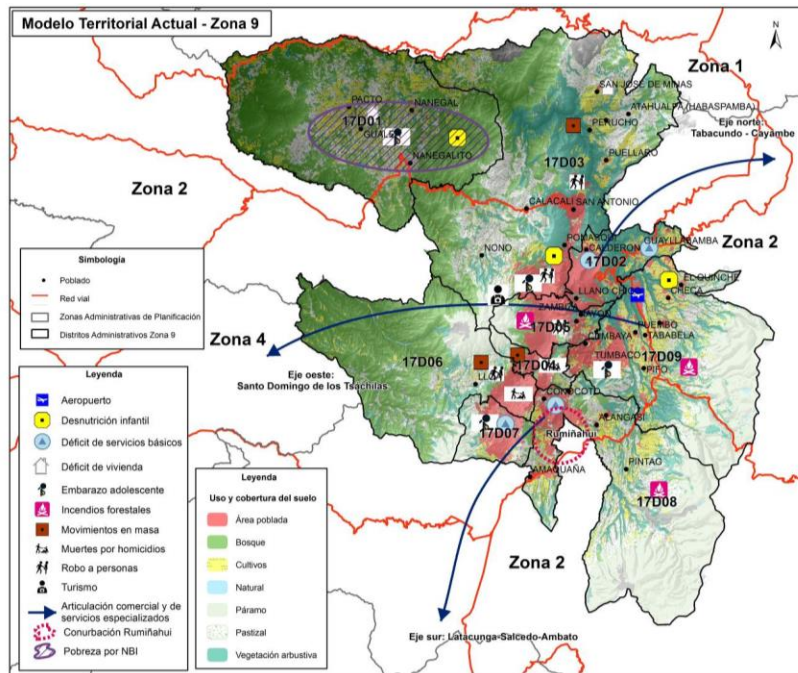 Modelo Territorial Actual - Zona 9
N
Zona 1
SAN JOSÉ DE MINAS
ATAHUALPA (HABASPAMBA)
PACTO
NANEGAL
17D01
GUALEA
PERUCHO
Eje norte:
Tabacundo - Cayambe
NANEGALITO
17D03
PUELLARO
Zona 2
CALACALI
SAN ANTONIO
POMASQUI
CALDERON
GUAYLLABAMBA
Zona 2
NONO
17D02
EL QUINCHE
CHECA
LLANO CHICO
ZAMBIZA
NAYON
17D05
PUEMBO
TABABELA
CUMBAYA
TUMBACO
17D09
PIFO
Zona 4
17D06
17D04
Eje oeste:
Santo Domingo de los Tsáchilas
LLOA
CONOCOTO
ALANGASI
17D07
Rumiñahui
AMAGUAÑA
PINTAG
17D08
Zona 2
Eje sur: Latacunga-Salcedo-Ambato
Simbología
Poblado
Red vial
Zonas Administrativas de Planificación
Distritos Administrativos Zona 9
Leyenda
Aeropuerto
Desnutrición infantil
Déficit de servicios básicos
Déficit de vivienda
Embarazo adolescente
Incendios forestales
Movimientos en masa
Muertes por homicidios
Robo a personas
Turismo
Articulación comercial y de
servicios especializados
Conurbación Rumiñahui
Pobreza por NBI
Leyenda
Uso y cobertura del suelo
Área poblada
Bosque
Cultivos
Natural
Páramo
Pastizal
Vegetación arbustiva